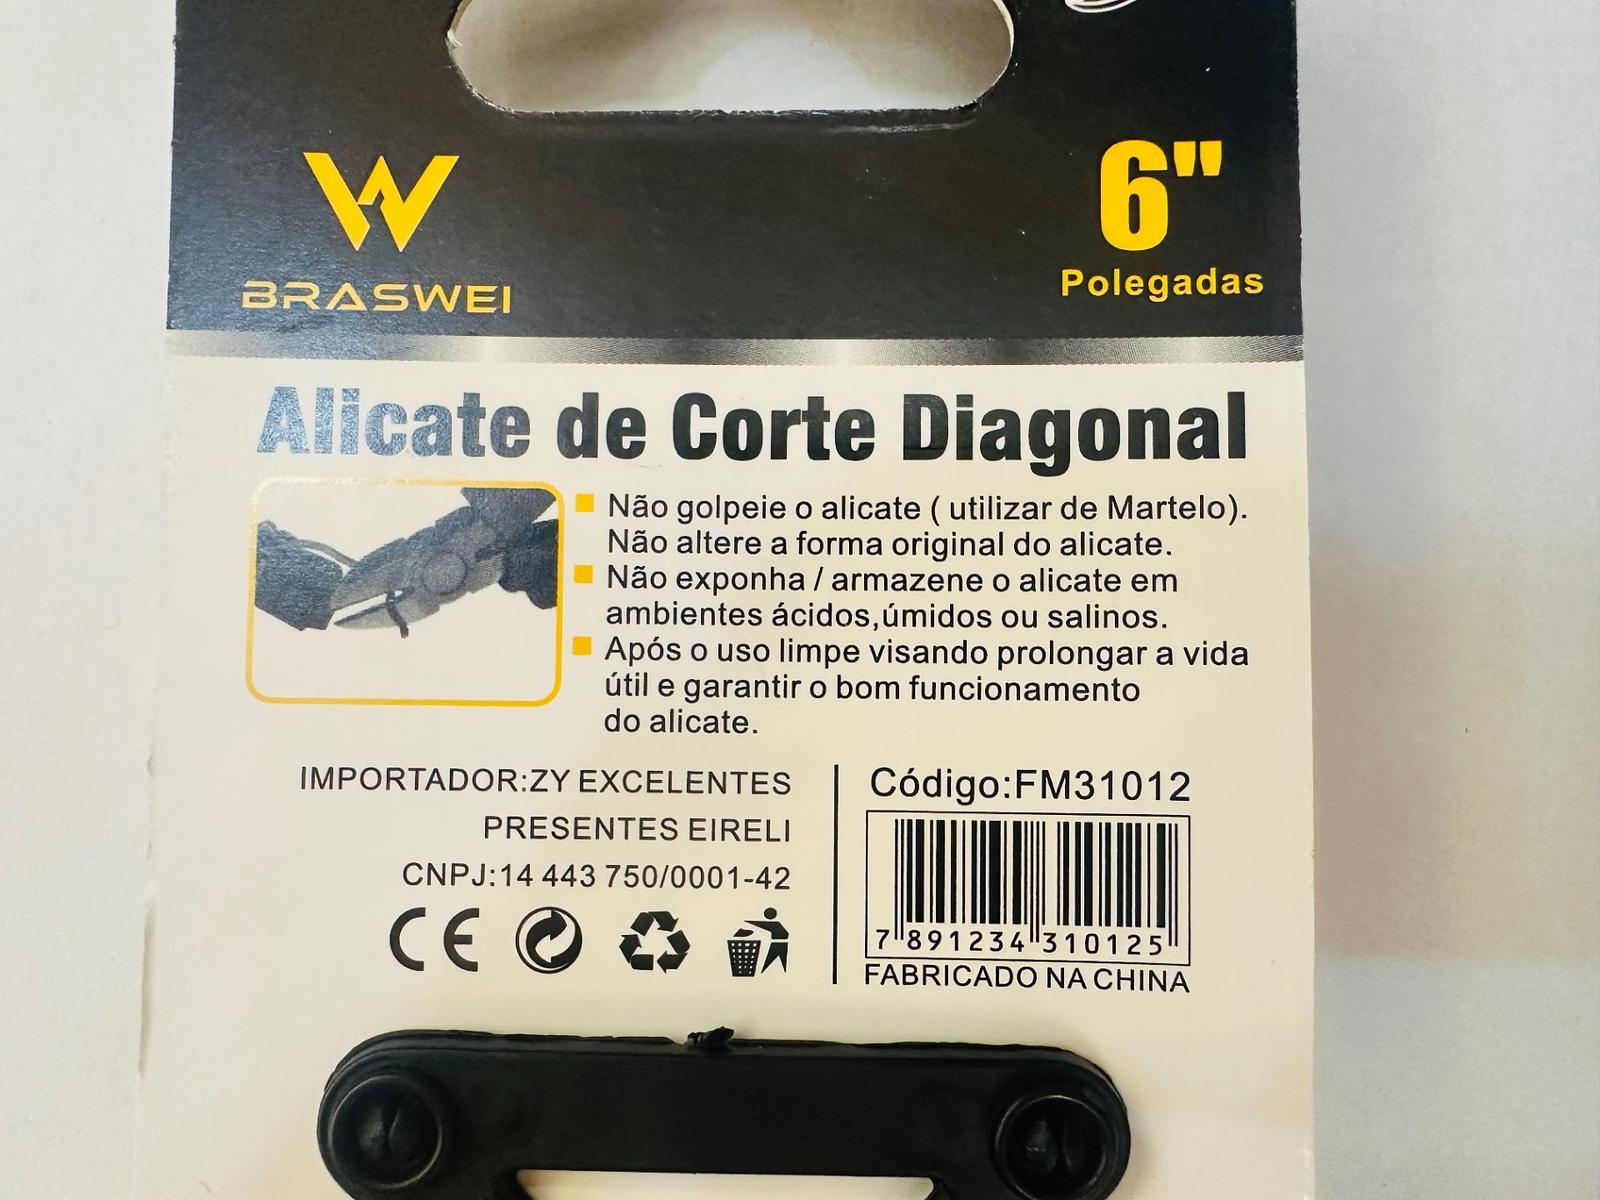 BRASWEI
6"
Polegadas
Alicate de Corte Diagonal
Não golpeie o alicate ( utilizar de Martelo).
Não altere a forma original do alicate.
Não exponha / armazene o alicate em
ambientes ácidos,úmidos ou salinos.
Após o uso limpe visando prolongar a vida
útil e garantir o bom funcionamento
do alicate.
IMPORTADOR:ZY EXCELENTES
PRESENTES EIRELI
CNPJ:14 443 750/0001-42
CE
Código:FM31012
7 891234 310125
FABRICADO NA CHINA